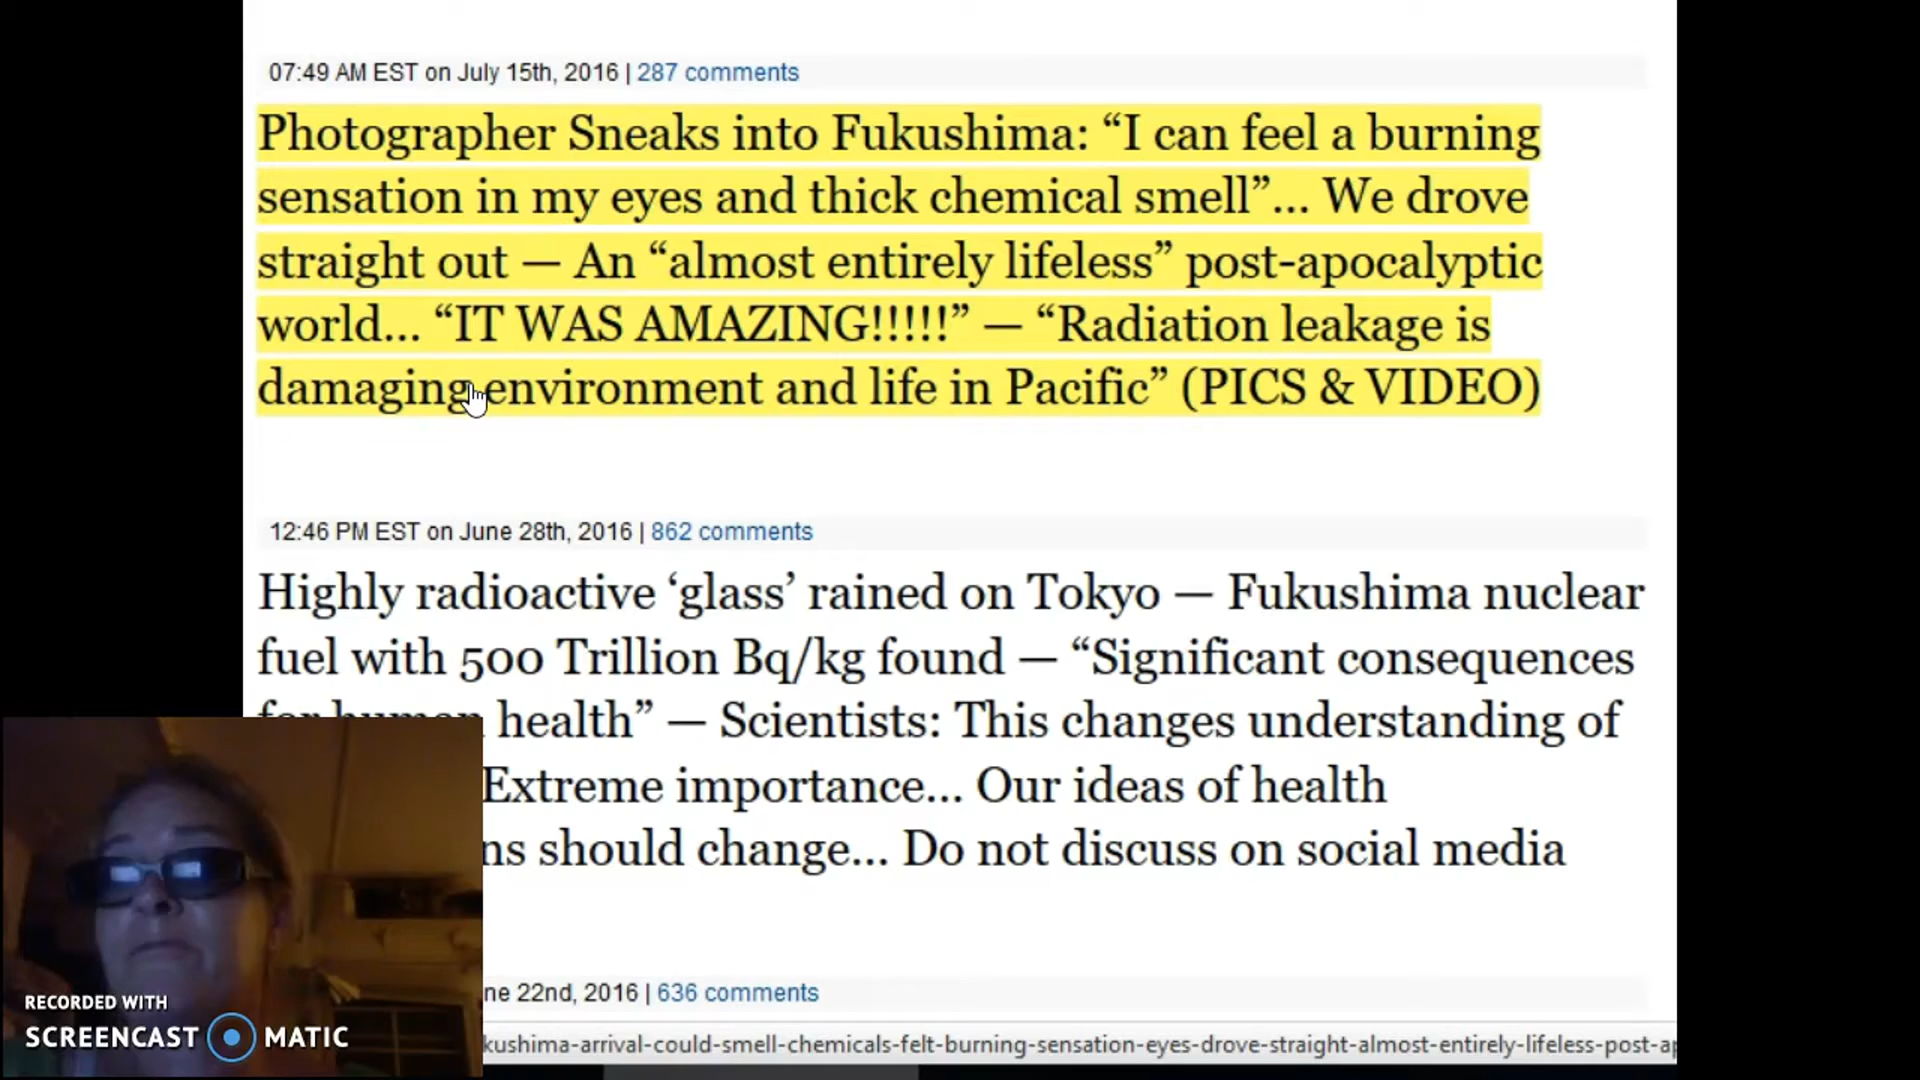 07:49 AM EST on July 15th, 2016 | 287 comments
Photographer Sneaks into Fukushima: “I can feel a burning
sensation in my eyes and thick chemical smell”... We drove
straight out — An “almost entirely lifeless” post-apocalyptic
world... “IT WAS AMAZING!!!!!” — “Radiation leakage is
damaging environment and life in Pacific” (PICS & VIDEO)
12:46 PM EST on June 28th, 2016 | 862 comments
Highly radioactive ‘glass’ rained on Tokyo — Fukushima nuclear
fuel with 500 Trillion Bq/kg found — “Significant consequences
for human health” — Scientists: This changes understanding of
Extreme importance... Our ideas of health
ns should change... Do not discuss on social media
ne 22nd, 2016 | 636 comments
RECORDED WITH
SCREENCAST MATIC
kushima-arrival-could-smell-chemicals-felt-burning-sensation-eyes-drove-straight-almost-entirely-lifeless-post-ap